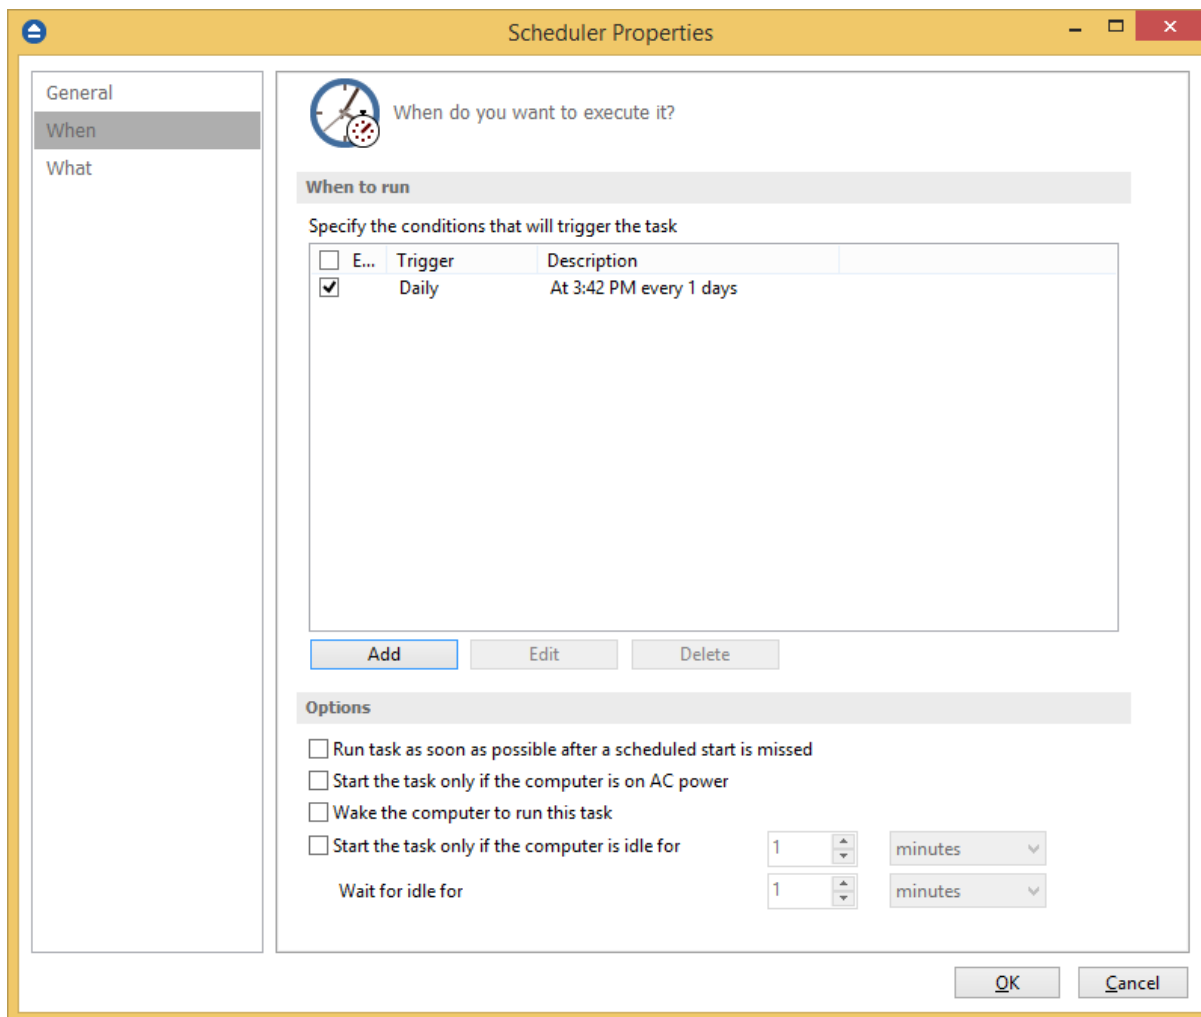 Scheduler Properties
General
When
What
When do you want to execute it?
When to run
Specify the conditions that will trigger the task
E... Trigger Description
Daily At 3:42 PM every 1 days
Add Edit Delete
Options
Run task as soon as possible after a scheduled start is missed
Start the task only if the computer is on AC power
Wake the computer to run this task
Start the task only if the computer is idle for 1 minutes
Wait for idle for 1 minutes
OK Cancel